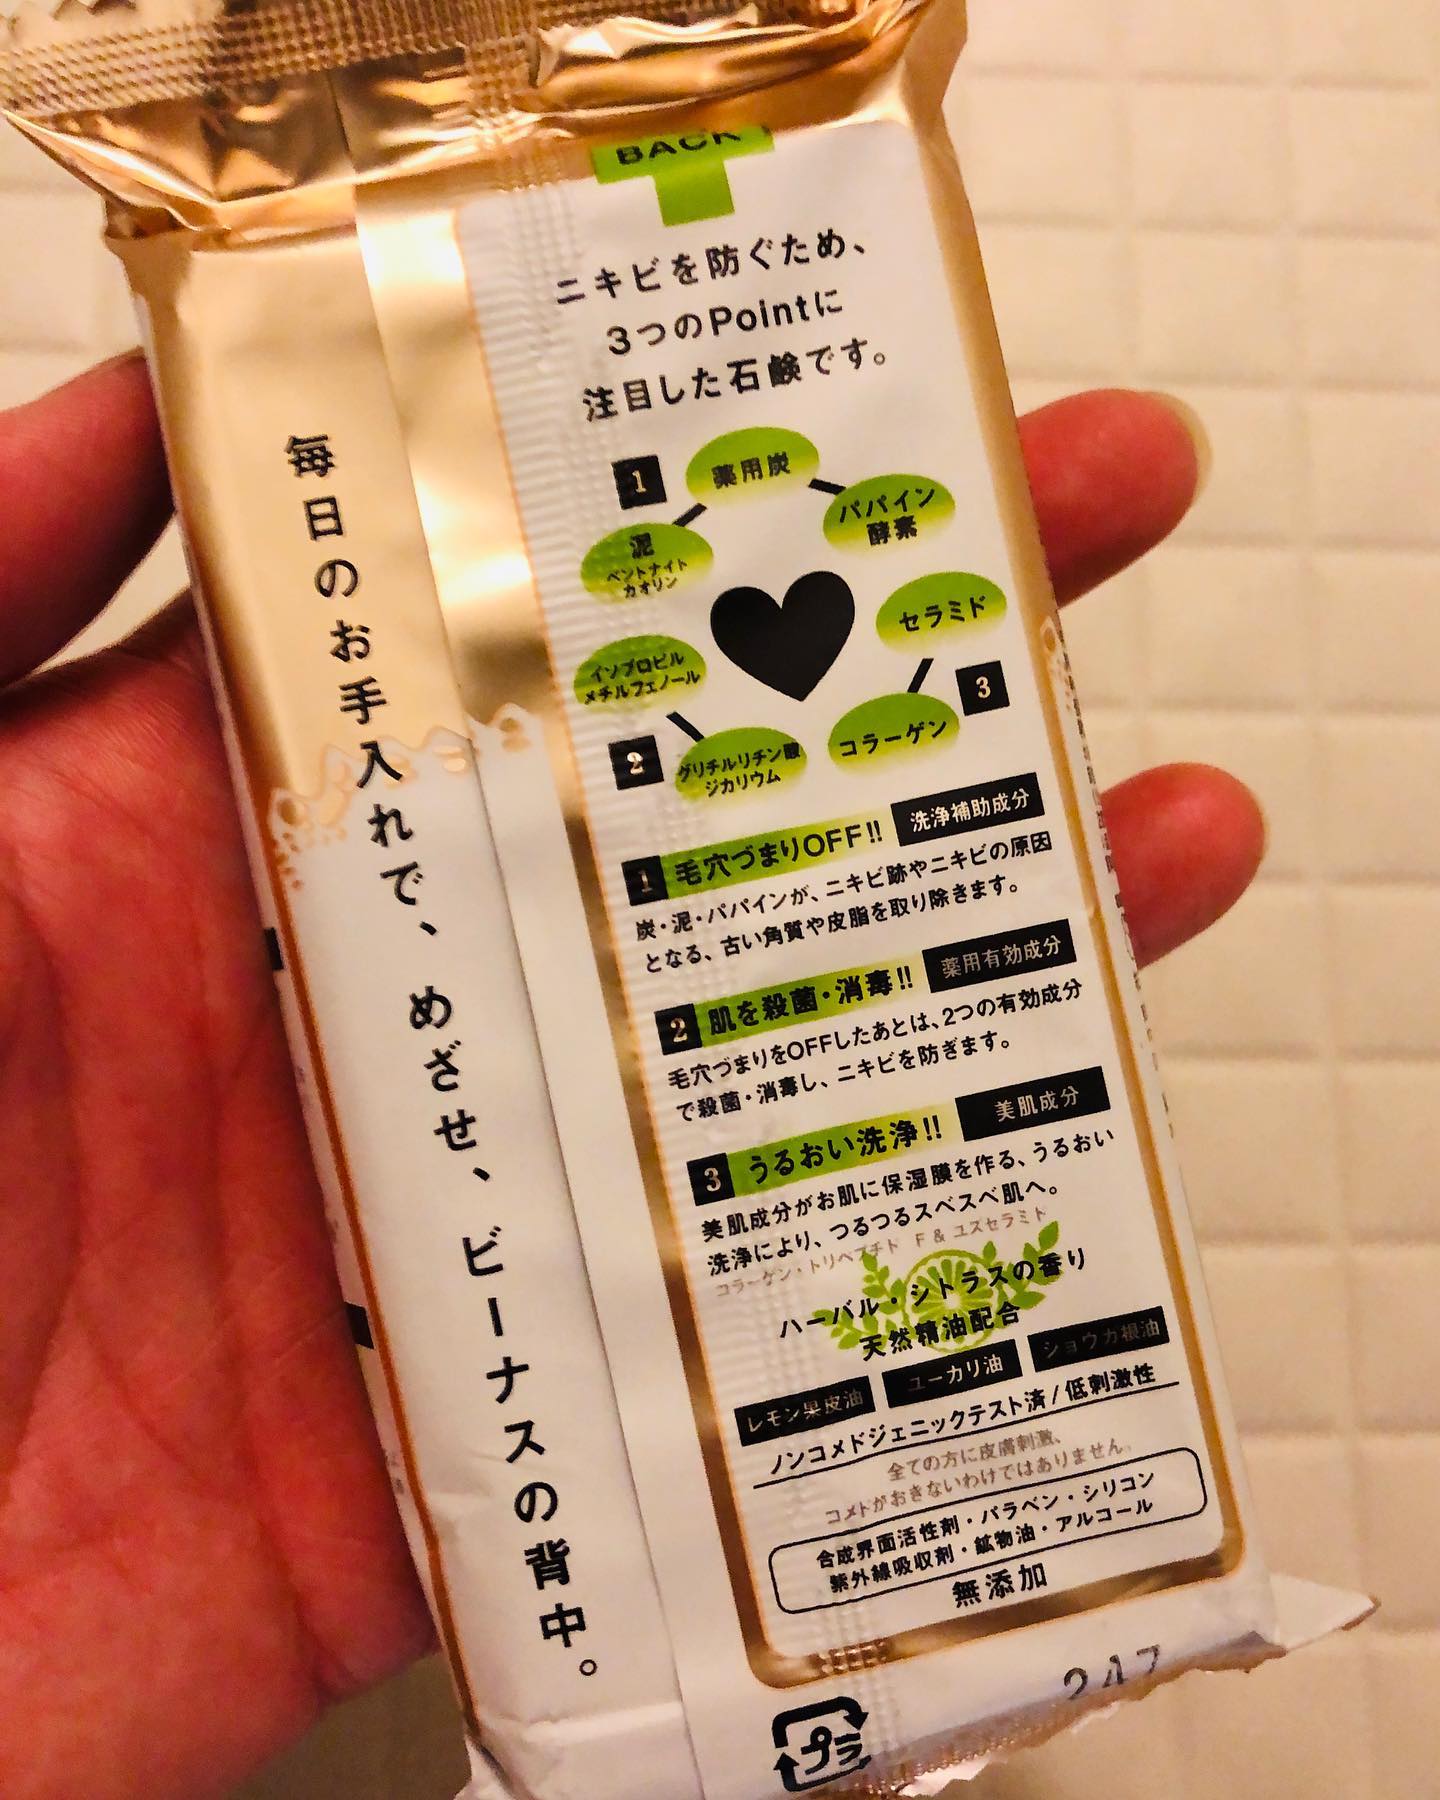 BACK
ニキビを防ぐため、
3つのPointに
注目した石鹸です。
1
薬用炭
パパイン
酵素
泥
ベントナイト
カオリン
セラミド
イソプロピル
メチルフェノール
3
コラーゲン
2
グリチルリチン酸
ジカリウム
1 毛穴づまりOFF!! 洗浄補助成分
炭・泥・パパインが、ニキビ跡やニキビの原因
となる、古い角質や皮脂を取り除きます。
2 肌を殺菌・消毒!! 薬用有効成分
毛穴づまりをOFFしたあとは、2つの有効成分
で殺菌・消毒し、ニキビを防ぎます。
3 うるおい洗浄!! 美肌成分
美肌成分がお肌に保湿膜を作る、うるおい
洗浄により、つるつるスベスベ肌へ。
コラーゲン・トリペプチド F & ユズセラミド
ハーバル・シトラスの香り
天然精油配合
レモン果皮油 ユーカリ油 ショウガ根油
ノンコメドジェニックテスト済/低刺激性
全ての方に皮膚刺激、
コメドがおきないわけではありません。
合成界面活性剤・パラベン・シリコン
紫外線吸収剤・鉱物油・アルコール
無添加
毎日のお手入れで、めざせ、ビーナスの背中。
プラ
247